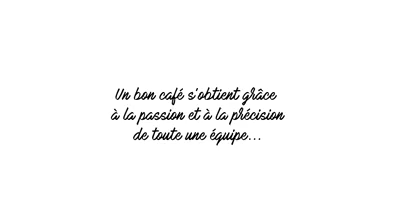 Un bon café s'obtient grâce
à la passion et à la précision
de toute une équipe...